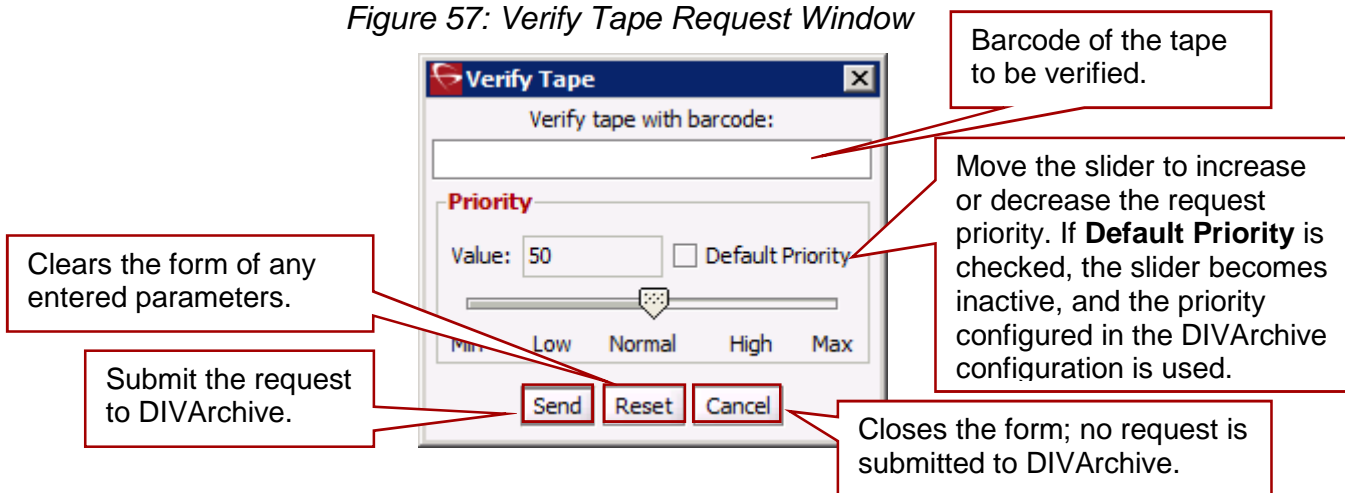 Figure 57: Verify Tape Request Window
Barcode of the tape
to be verified.
Verify Tape
Verify tape with barcode:
Move the slider to increase
or decrease the request
priority. If Default Priority is
checked, the slider becomes
inactive, and the priority
configured in the DIVArchive
configuration is used.
Priority
Value: 50 Default Priority
Min Low Normal High Max
Clears the form of any
entered parameters.
Submit the request
to DIVArchive.
Send Reset Cancel
Closes the form; no request is
submitted to DIVArchive.